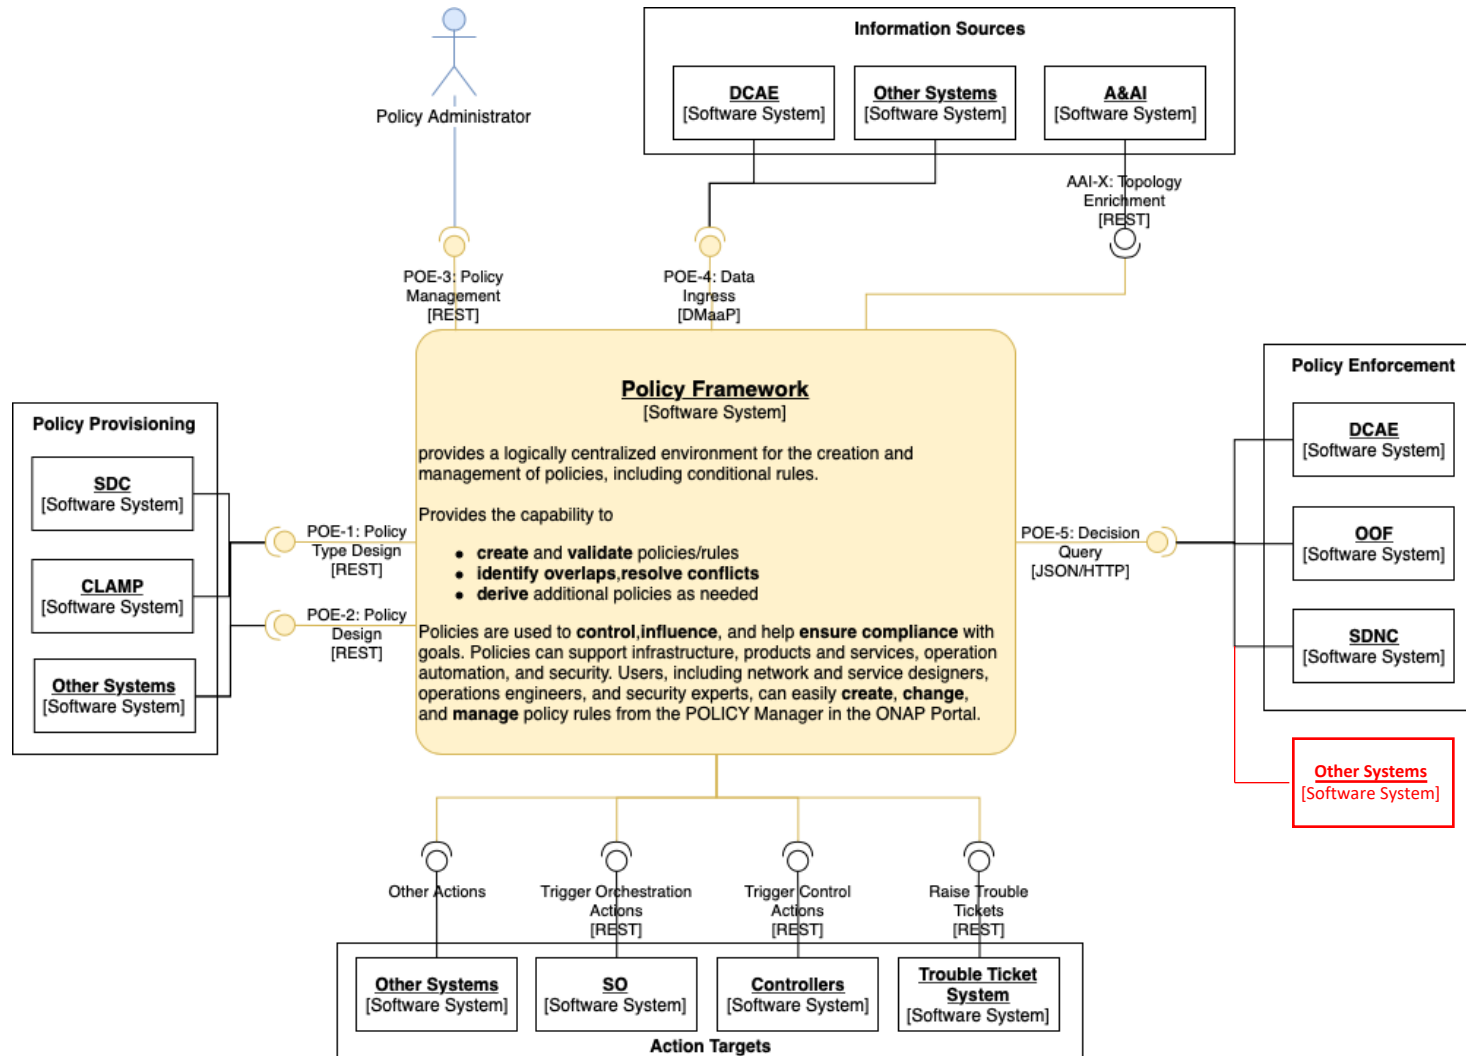 Policy Administrator
Information Sources
DCAE
[Software System]
Other Systems
[Software System]
A&AI
[Software System]
AAI-X: Topology
Enrichment
[REST]
POE-3: Policy
Management
[REST]
POE-4: Data
Ingress
[DMaaP]
Policy Framework
[Software System]
provides a logically centralized environment for the creation and
management of policies, including conditional rules.
Provides the capability to
• create and validate policies/rules
• identify overlaps,resolve conflicts
• derive additional policies as needed
Policies are used to control,influence, and help ensure compliance with
goals. Policies can support infrastructure, products and services, operation
automation, and security. Users, including network and service designers,
operations engineers, and security experts, can easily create, change,
and manage policy rules from the POLICY Manager in the ONAP Portal.
Policy Provisioning
SDC
[Software System]
CLAMP
[Software System]
Other Systems
[Software System]
POE-1: Policy
Type Design
[REST]
POE-2: Policy
Design
[REST]
POE-5: Decision
Query
[JSON/HTTP]
Policy Enforcement
DCAE
[Software System]
OOF
[Software System]
SDNC
[Software System]
Other Systems
[Software System]
Other Actions
Trigger Orchestration
Actions
[REST]
Trigger Control
Actions
[REST]
Raise Trouble
Tickets
[REST]
Other Systems
[Software System]
SO
[Software System]
Controllers
[Software System]
Trouble Ticket
System
[Software System]
Action Targets